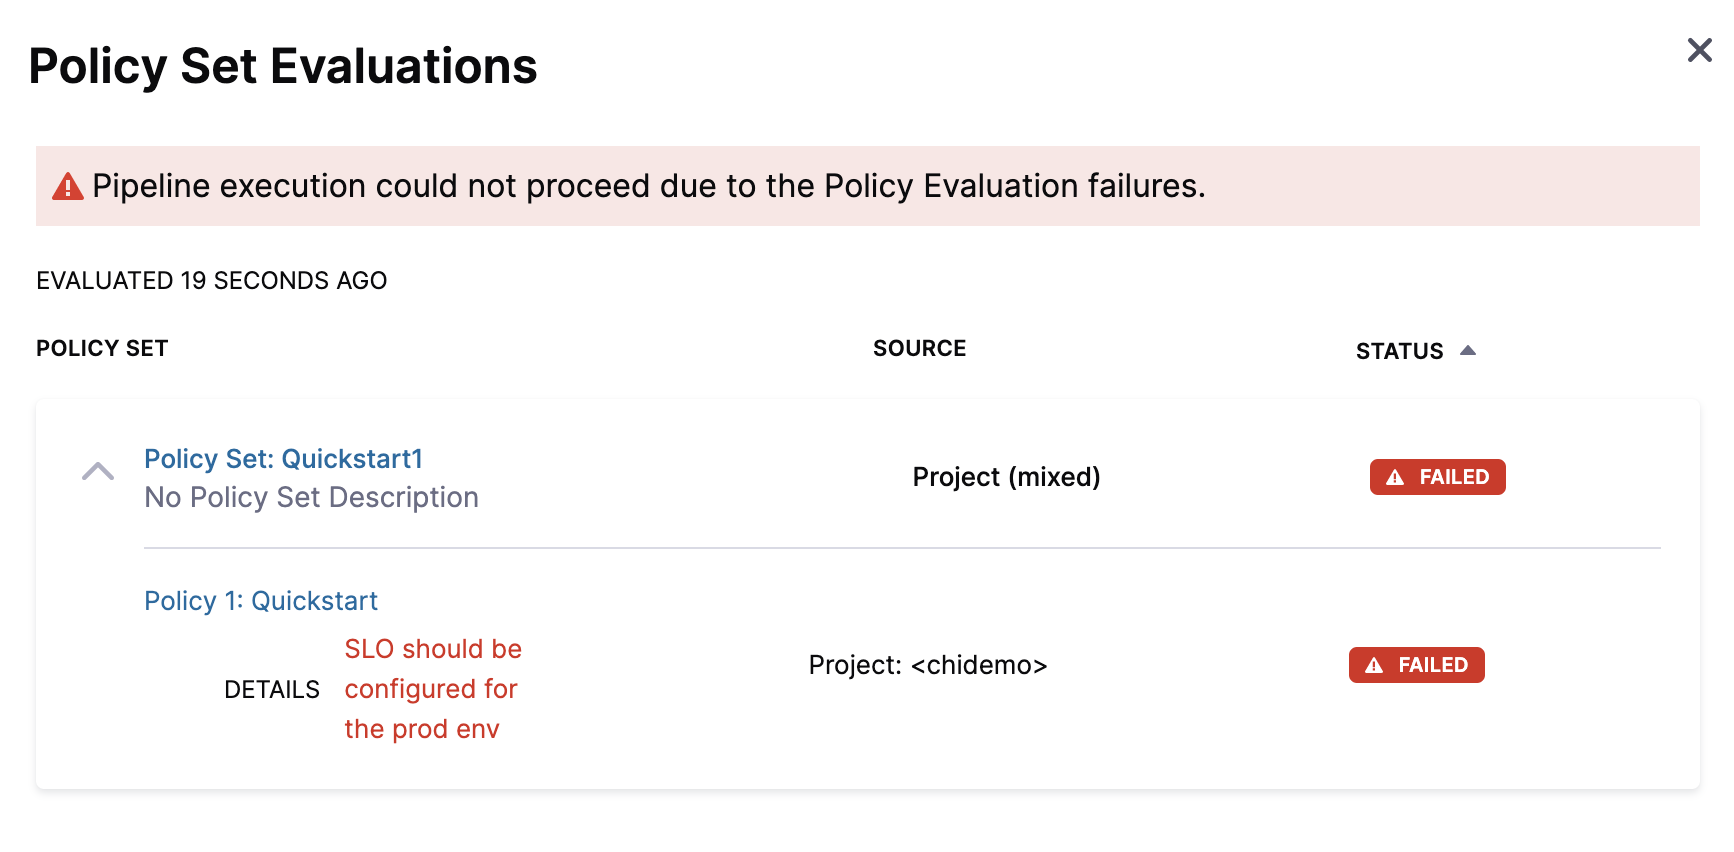 Policy Set Evaluations
Pipeline execution could not proceed due to the Policy Evaluation failures.
EVALUATED 19 SECONDS AGO
POLICY SET SOURCE STATUS
Policy Set: Quickstart1
No Policy Set Description
Project (mixed)
FAILED
Policy 1: Quickstart
DETAILS
SLO should be
configured for
the prod env
Project: <chidemo>
FAILED